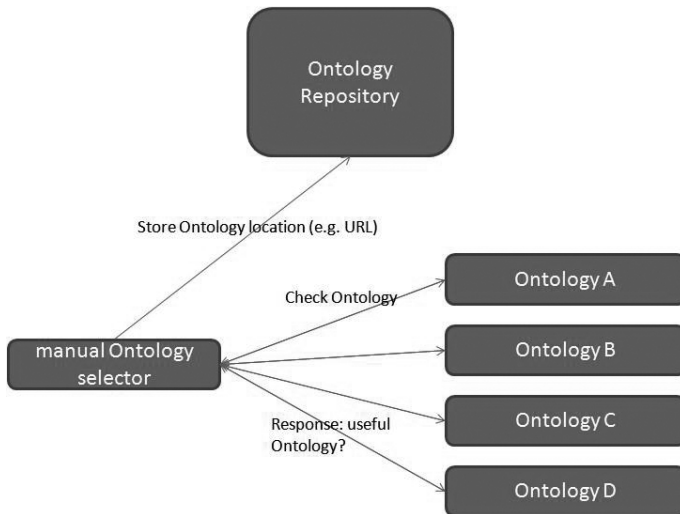 Ontology
Repository
Store Ontology location (e.g. URL)
Check Ontology
Ontology A
Ontology B
manual Ontology
selector
Ontology C
Response: useful
Ontology?
Ontology D